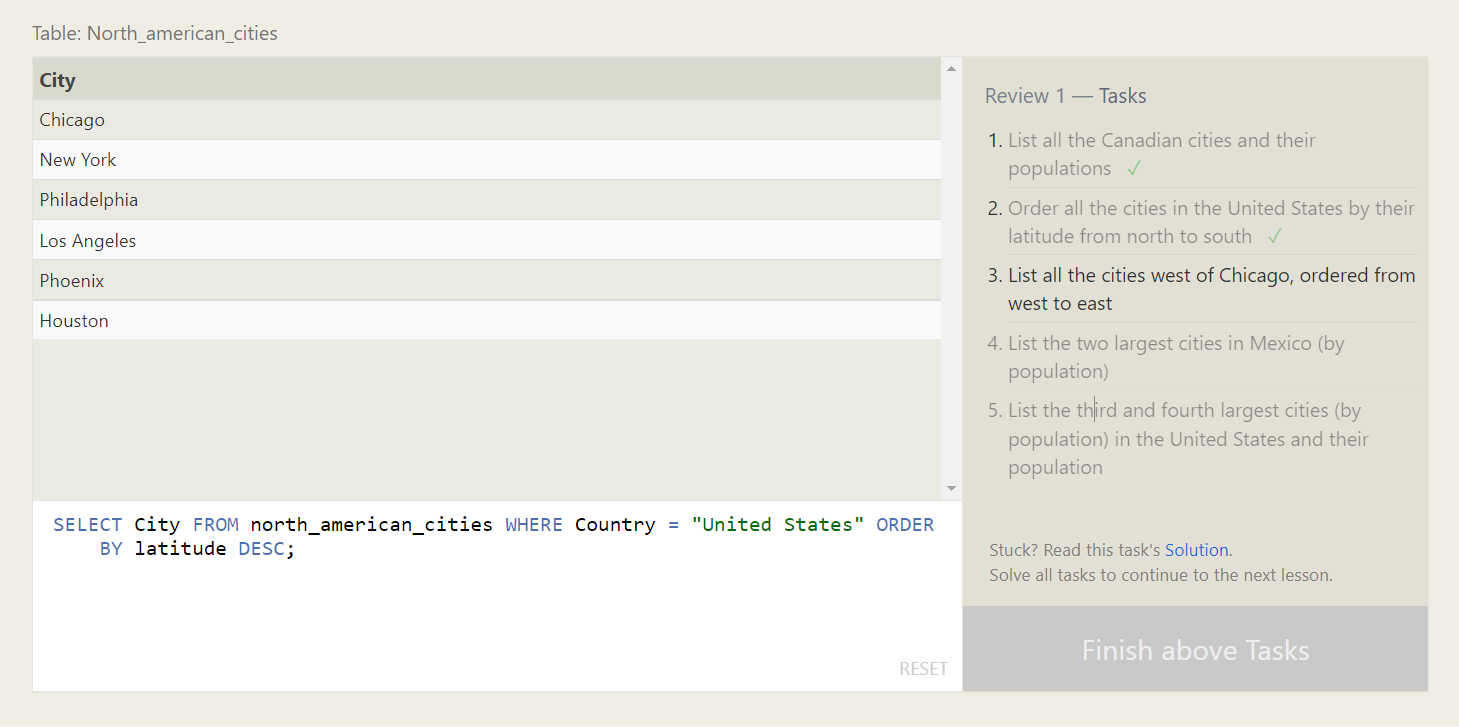 Table: North_american_cities
City
Chicago
New York
Philadelphia
Los Angeles
Phoenix
Houston
SELECT City FROM north_american_cities WHERE Country = "United States" ORDER
BY latitude DESC;
RESET
Review 1 — Tasks
1. List all the Canadian cities and their
populations ✓
2. Order all the cities in the United States by their
latitude from north to south ✓
3. List all the cities west of Chicago, ordered from
west to east
4. List the two largest cities in Mexico (by
population)
5. List the third and fourth largest cities (by
population) in the United States and their
population
Stuck? Read this task's Solution.
Solve all tasks to continue to the next lesson.
Finish above Tasks